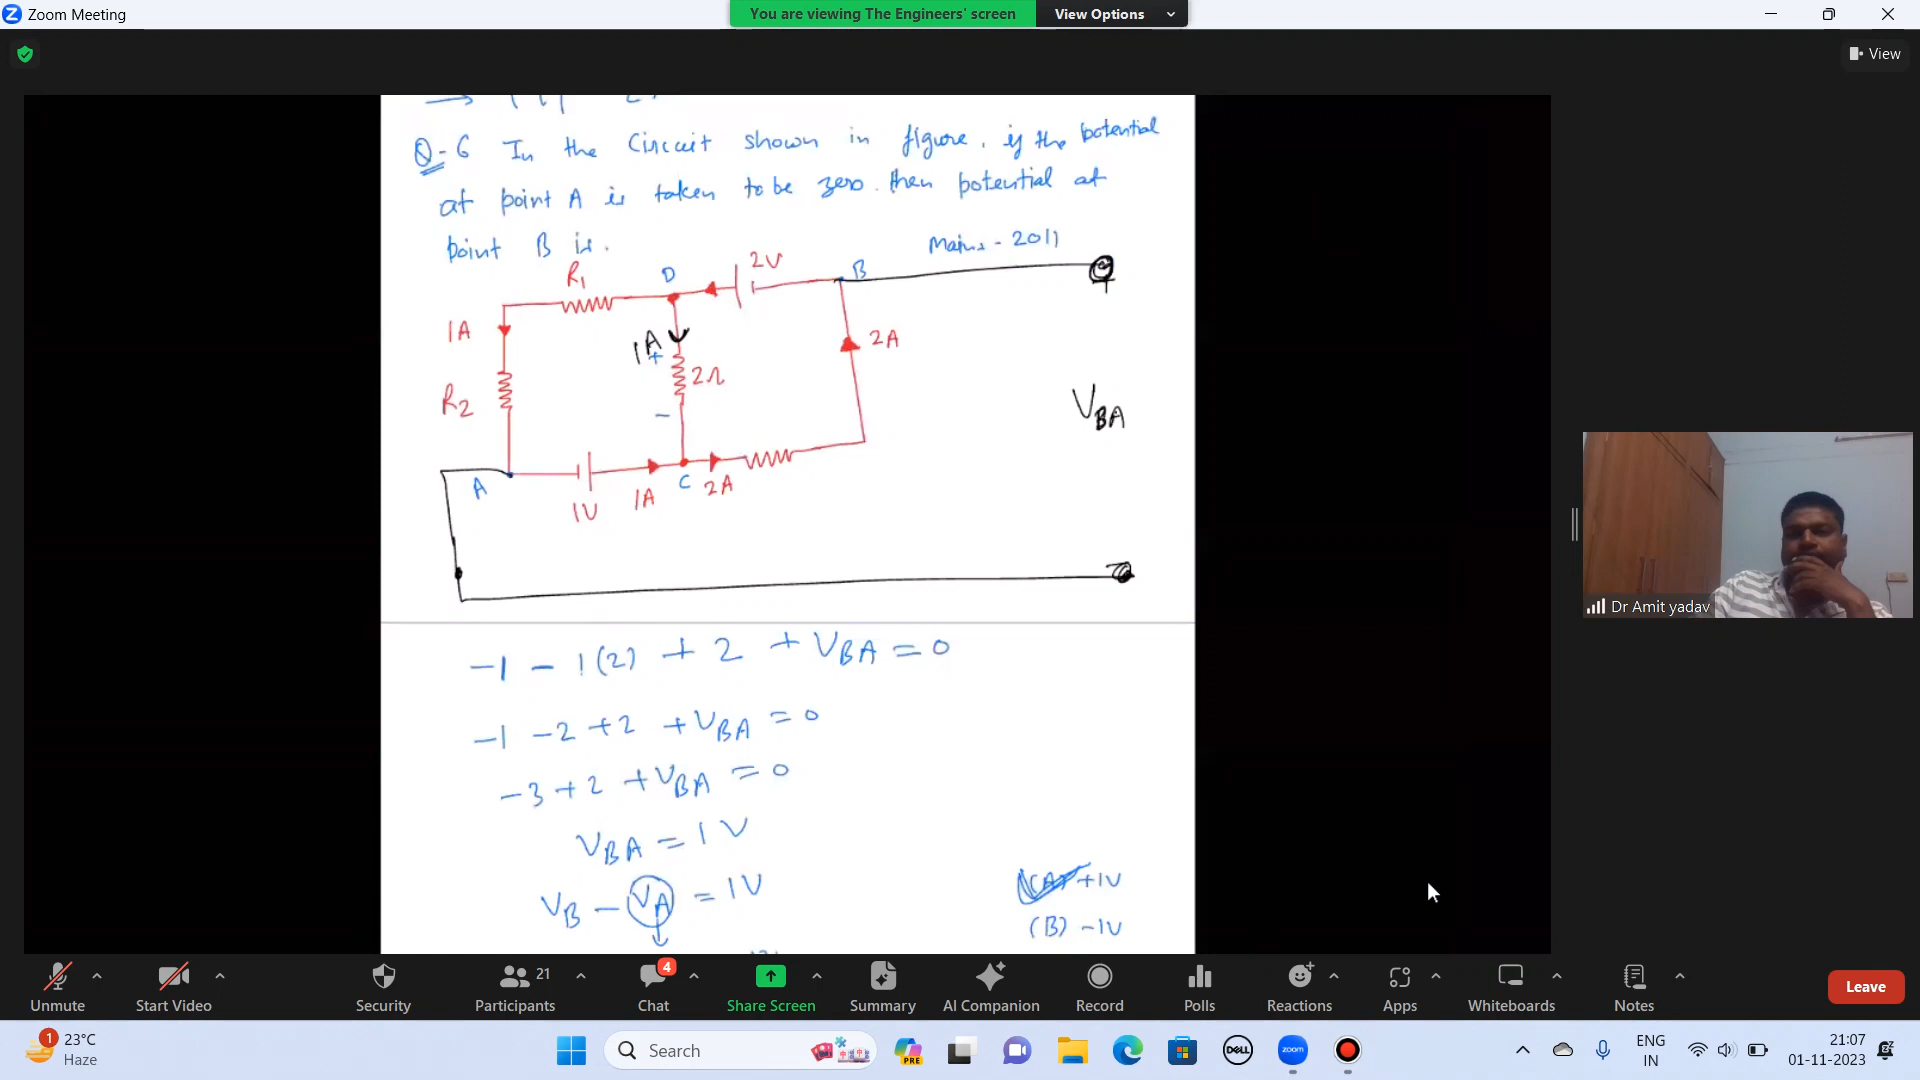 Zoom Meeting
You are viewing The Engineers' screen
View Options
View
Q-6 In the Circuit shown in figure, if the potential
at point A is taken to be zero. then potential at
point B is.
Mains - 2011
R1
D
2V
B
1A
1A
+
2Ω
2A
R2
-
VBA
A
1V
1A
C
2A
-1 - 1(2) + 2 + VBA = 0
-1 -2 +2 +VBA = 0
-3 +2 +VBA = 0
VBA = 1V
VB - VA = 1V
(A) +1V
(B) -1V
Dr Amit yadav
Unmute
Start Video
Security
Participants
21
Chat
4
Share Screen
Summary
AI Companion
Record
Polls
Reactions
Apps
Whiteboards
Notes
Leave
1
23°C
Haze
Search
PRE
DELL
zoom
ENG
IN
21:07
01-11-2023